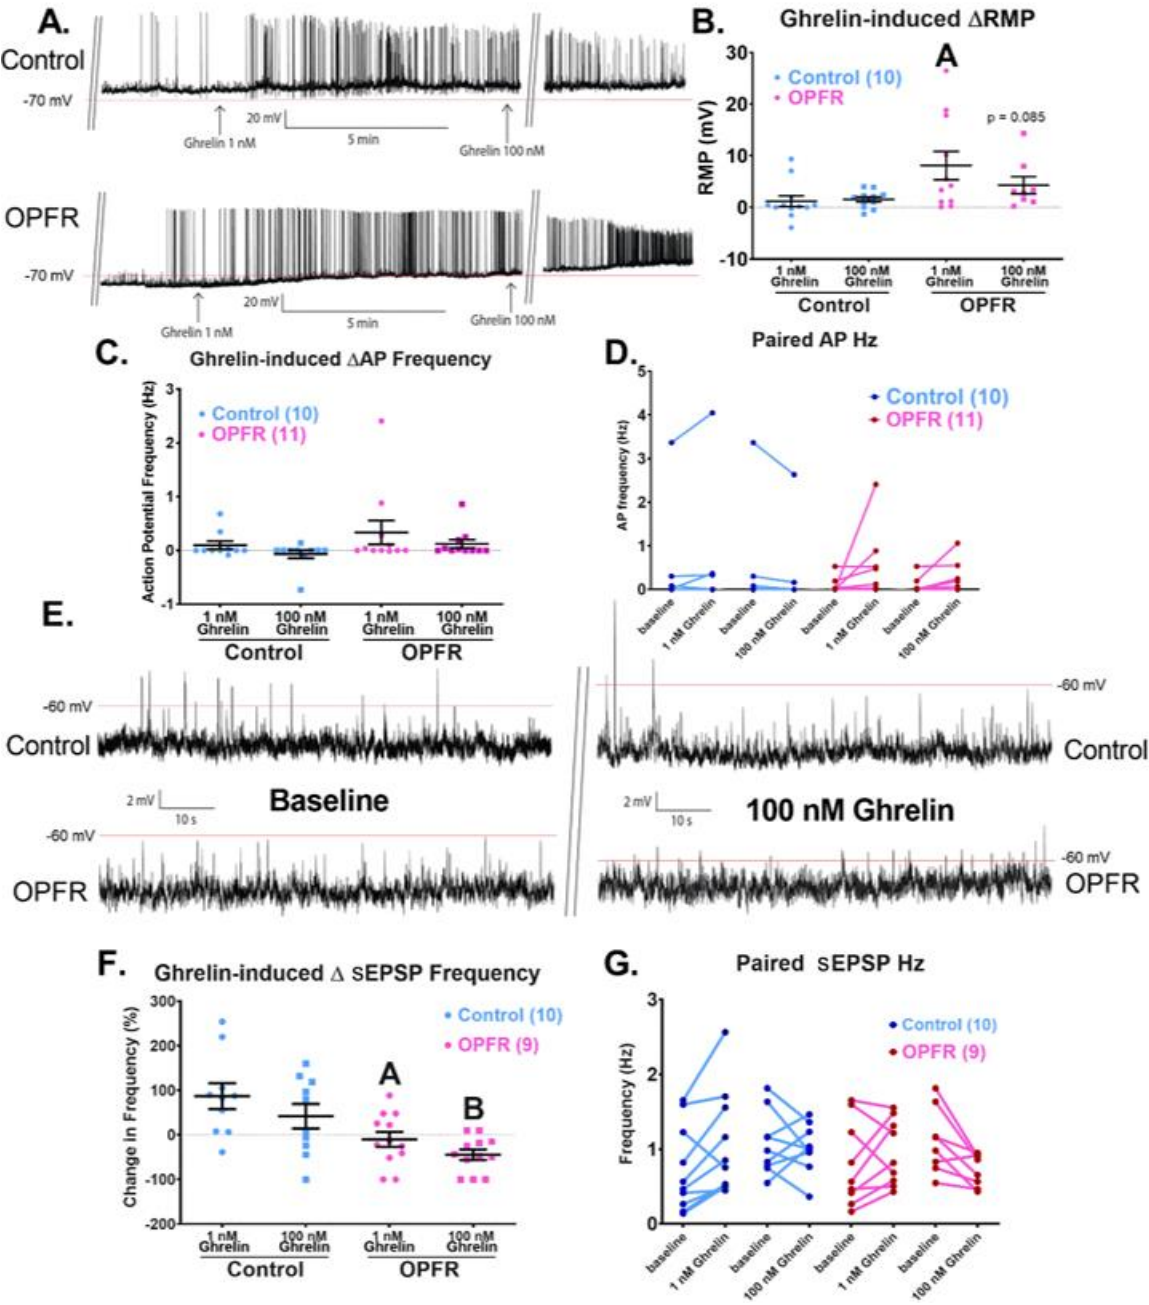 A.
Control
-70 mV
20 mV
5 min
Ghrelin 1 nM
Ghrelin 100 nM
OPFR
-70 mV
20 mV
5 min
Ghrelin 1 nM
Ghrelin 100 nM
B.
Ghrelin-induced ΔRMP
A
Control (10)
OPFR
p = 0.085
RMP (mV)
30
20
10
0
-10
1 nM
Ghrelin
100 nM
Ghrelin
1 nM
Ghrelin
100 nM
Ghrelin
Control
OPFR
C.
Ghrelin-induced ΔAP Frequency
Control (10)
OPFR (11)
Action Potential Frequency (Hz)
3
2
1
0
-1
1 nM
Ghrelin
100 nM
Ghrelin
1 nM
Ghrelin
100 nM
Ghrelin
Control
OPFR
D.
Paired AP Hz
Control (10)
OPFR (11)
AP frequency (Hz)
5
4
3
2
1
0
baseline
1 nM Ghrelin
baseline
100 nM Ghrelin
baseline
1 nM Ghrelin
baseline
100 nM Ghrelin
E.
-60 mV
Control
2 mV
10 s
Baseline
-60 mV
OPFR
-60 mV
Control
2 mV
10 s
100 nM Ghrelin
-60 mV
OPFR
F.
Ghrelin-induced Δ sEPSP Frequency
Control (10)
OPFR (9)
A
B
Change in Frequency (%)
300
200
100
0
-100
-200
1 nM
Ghrelin
100 nM
Ghrelin
1 nM
Ghrelin
100 nM
Ghrelin
Control
OPFR
G.
Paired sEPSP Hz
Control (10)
OPFR (9)
Frequency (Hz)
3
2
1
0
baseline
1 nM Ghrelin
baseline
100 nM Ghrelin
baseline
1 nM Ghrelin
baseline
100 nM Ghrelin